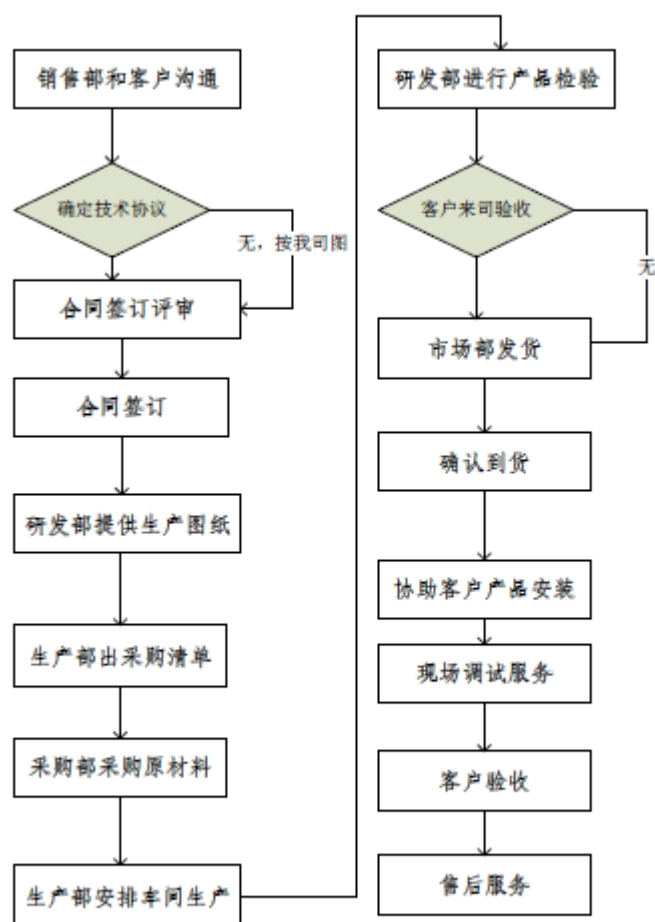 销售部和客户沟通
确定技术协议
无，按我司图
合同签订评审
合同签订
研发部提供生产图纸
生产部出采购清单
采购部采购原材料
生产部安排车间生产
研发部进行产品检验
客户来司验收
无
市场部发货
确认到货
协助客户产品安装
现场调试服务
客户验收
售后服务